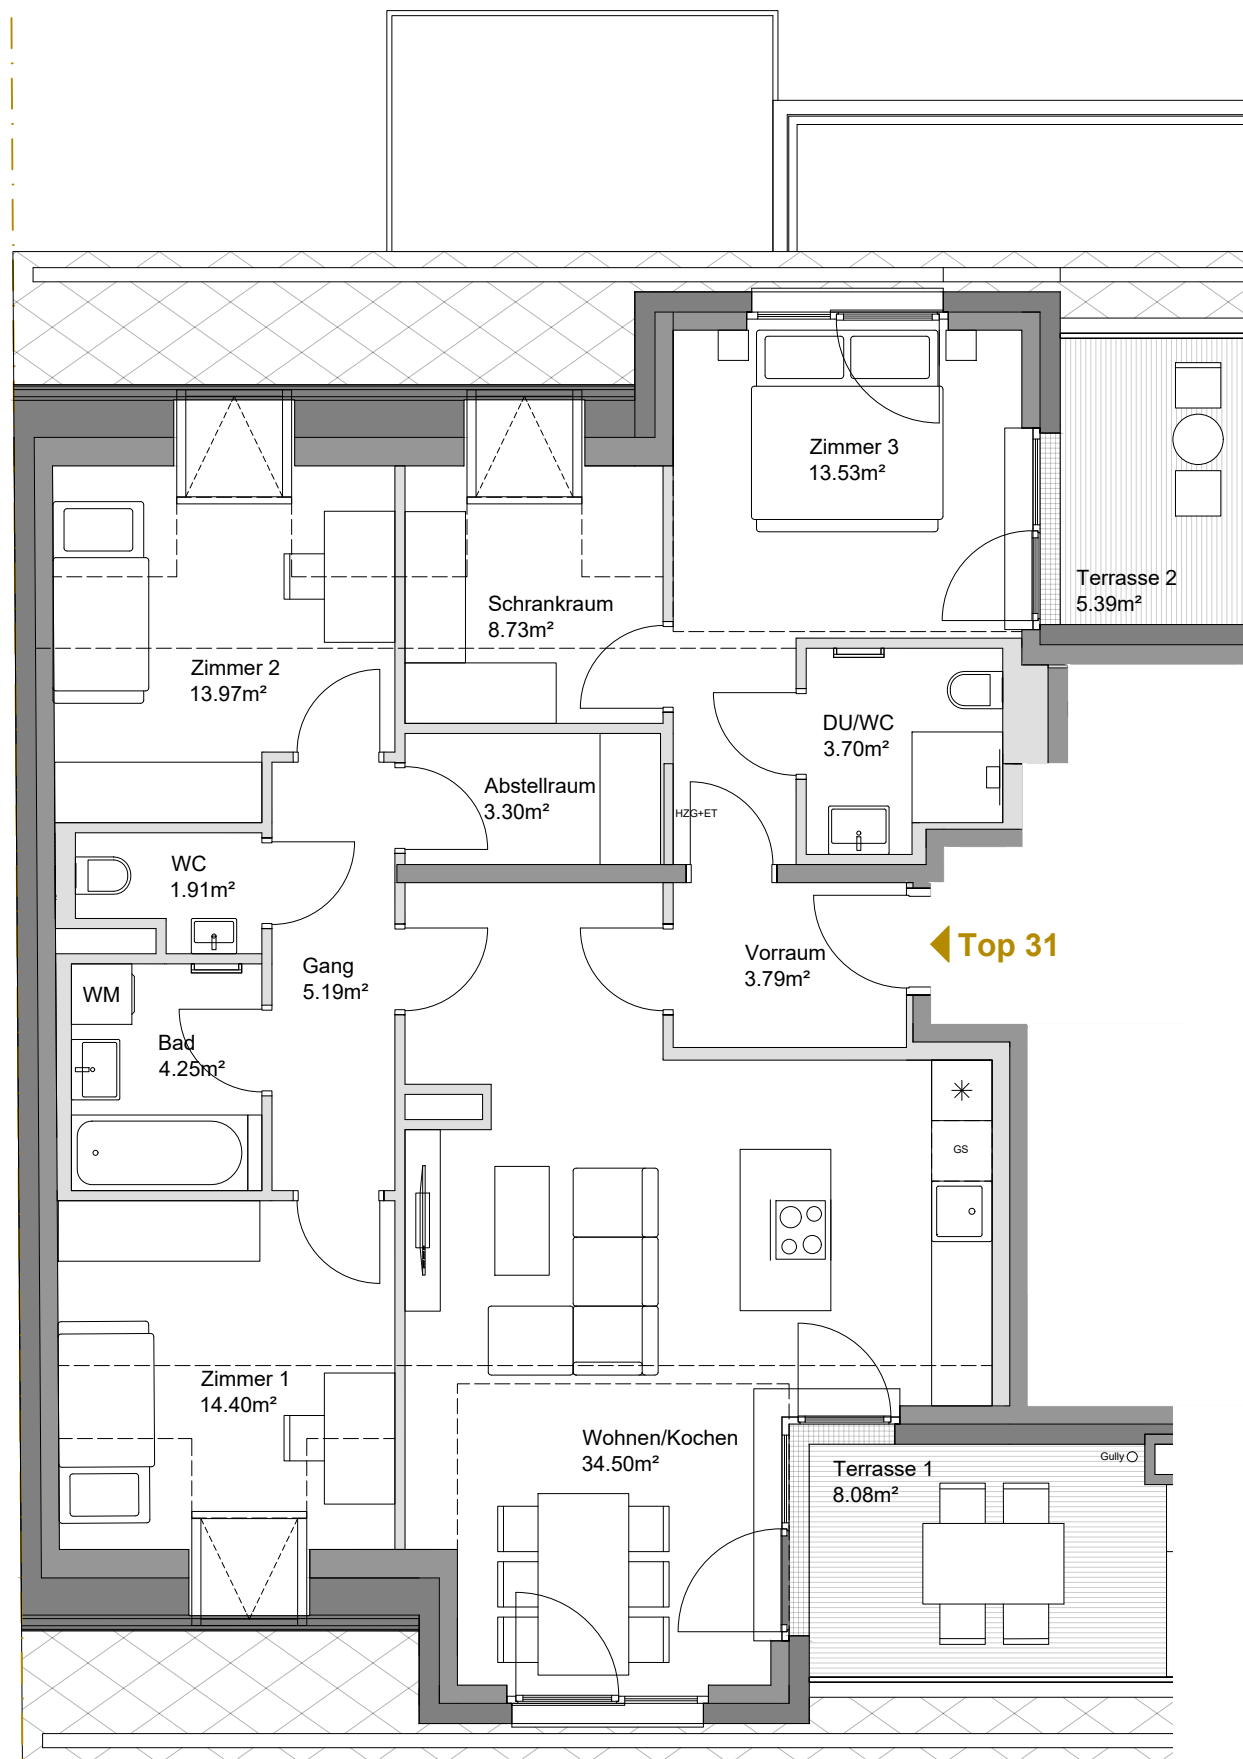 Zimmer 3
13.53m²
Terrasse 2
5.39m²
Schrankraum
8.73m²
Zimmer 2
13.97m²
DU/WC
3.70m²
Abstellraum
3.30m²
HZG+ET
WC
1.91m²
Top 31
Vorraum
3.79m²
Gang
5.19m²
WM
Bad
4.25m²
GS
Zimmer 1
14.40m²
Wohnen/Kochen
34.50m²
Gully
Terrasse 1
8.08m²